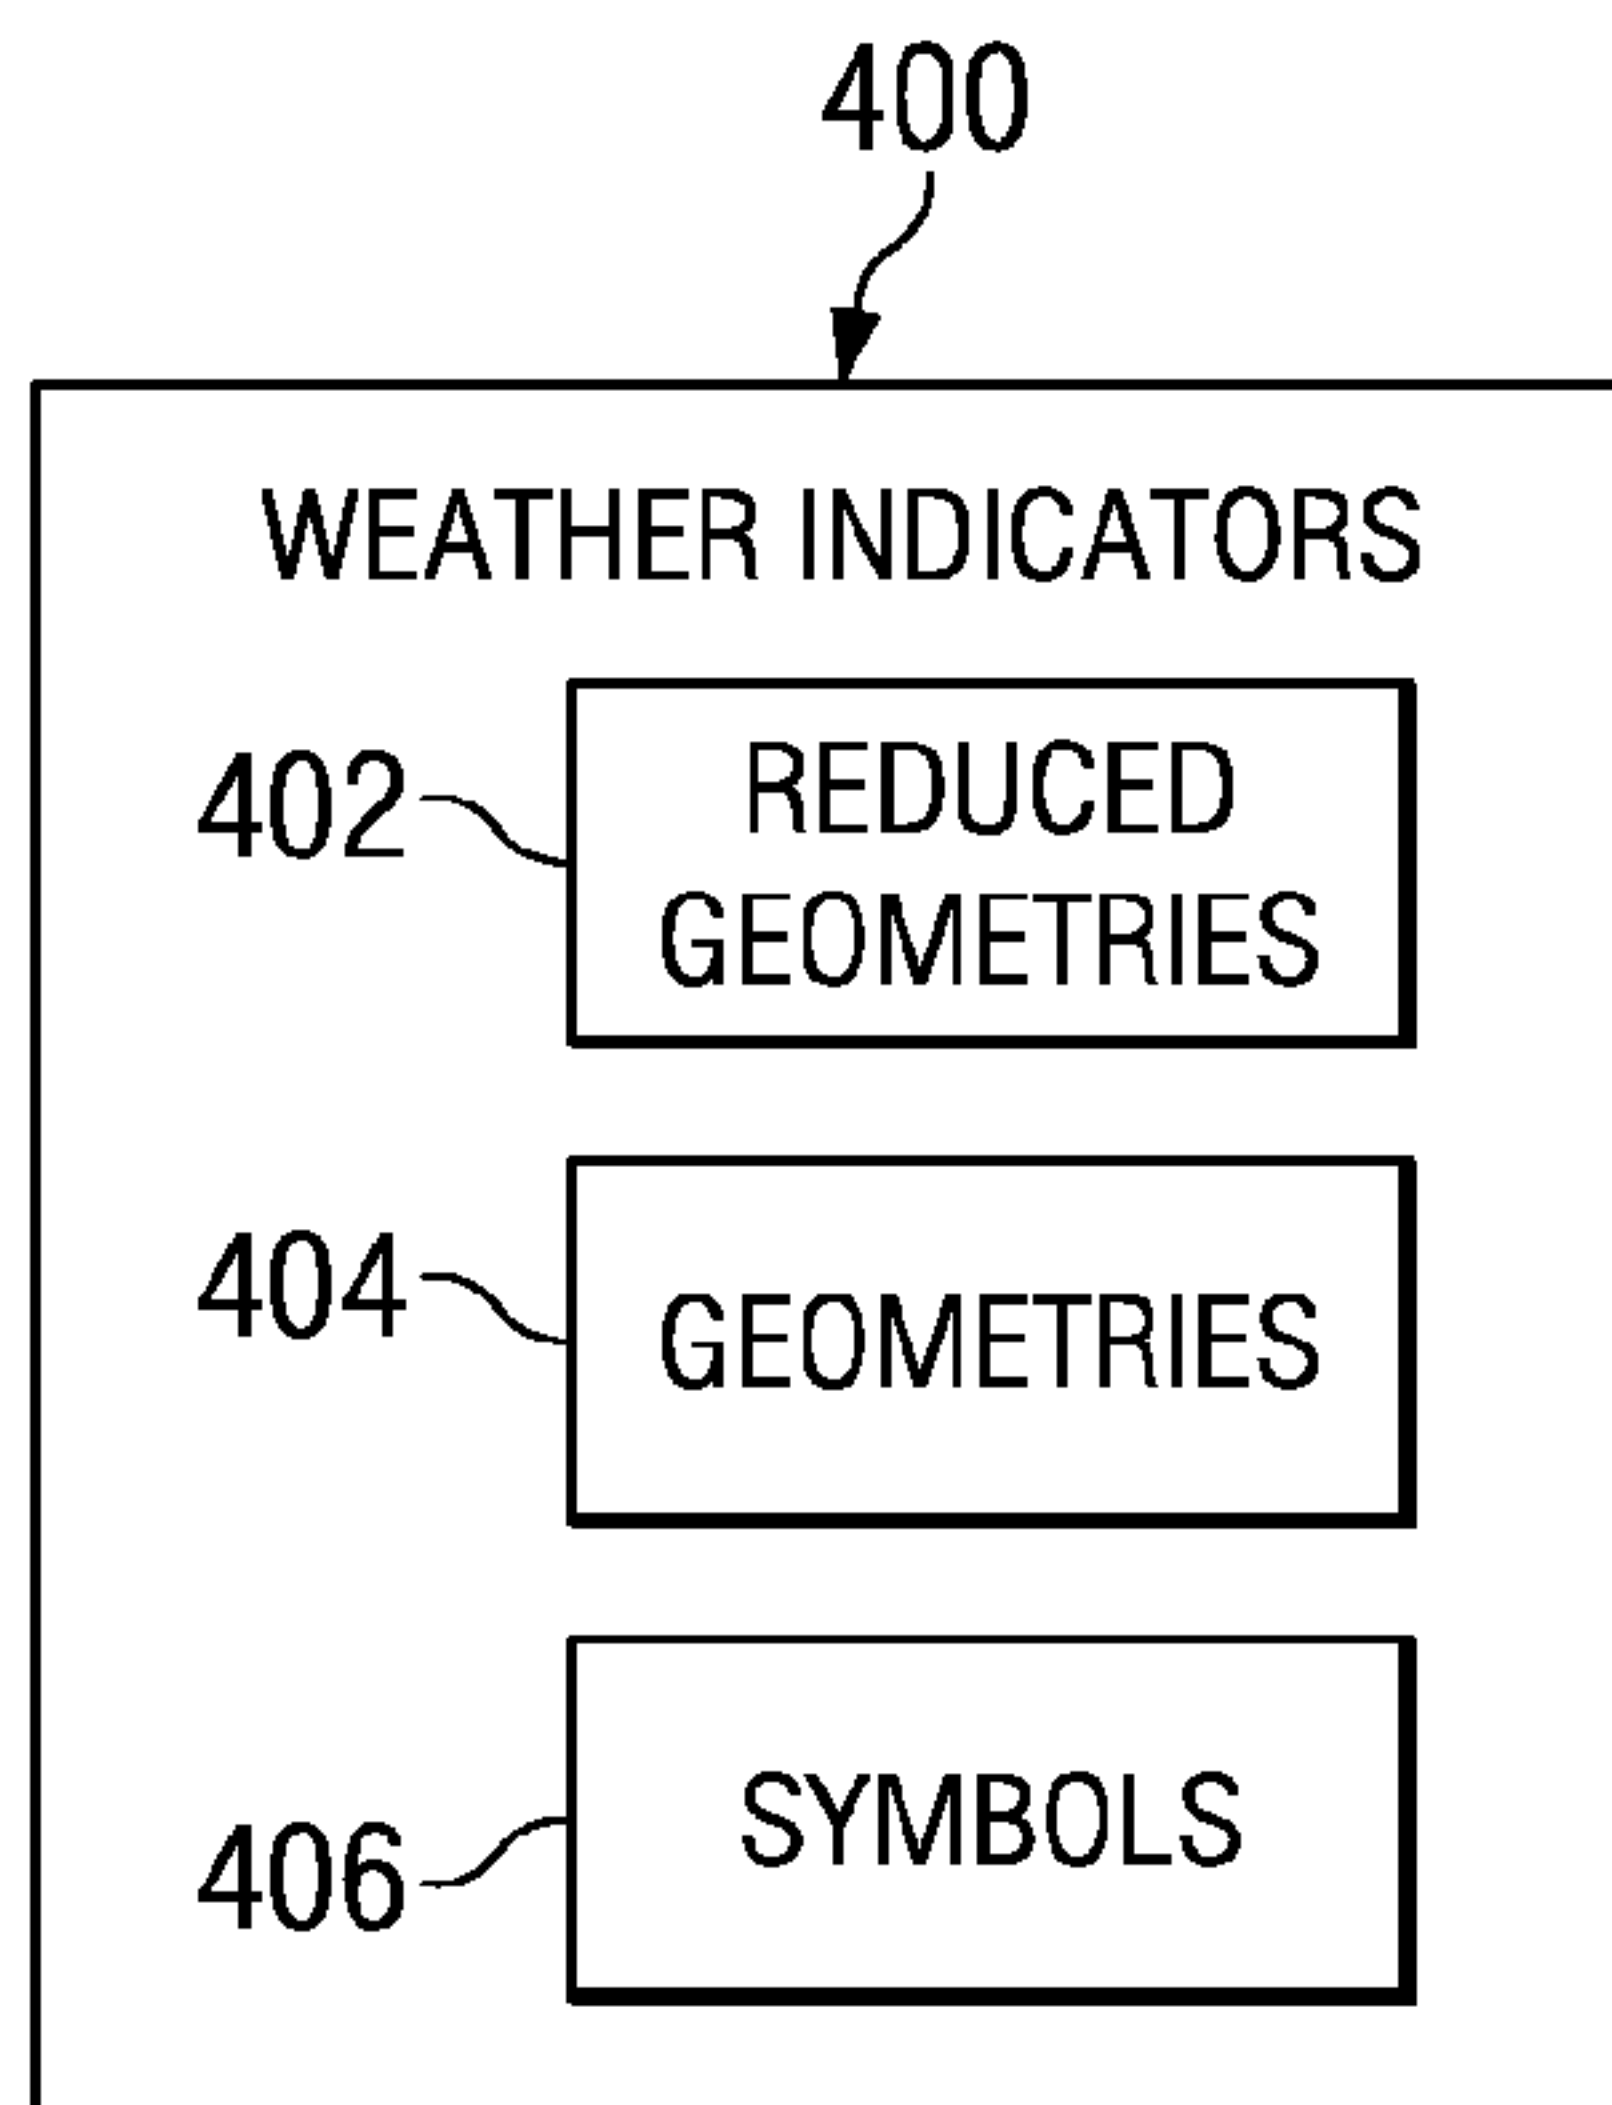 400
WEATHER INDICATORS
402
REDUCED
GEOMETRIES
404
GEOMETRIES
406
SYMBOLS